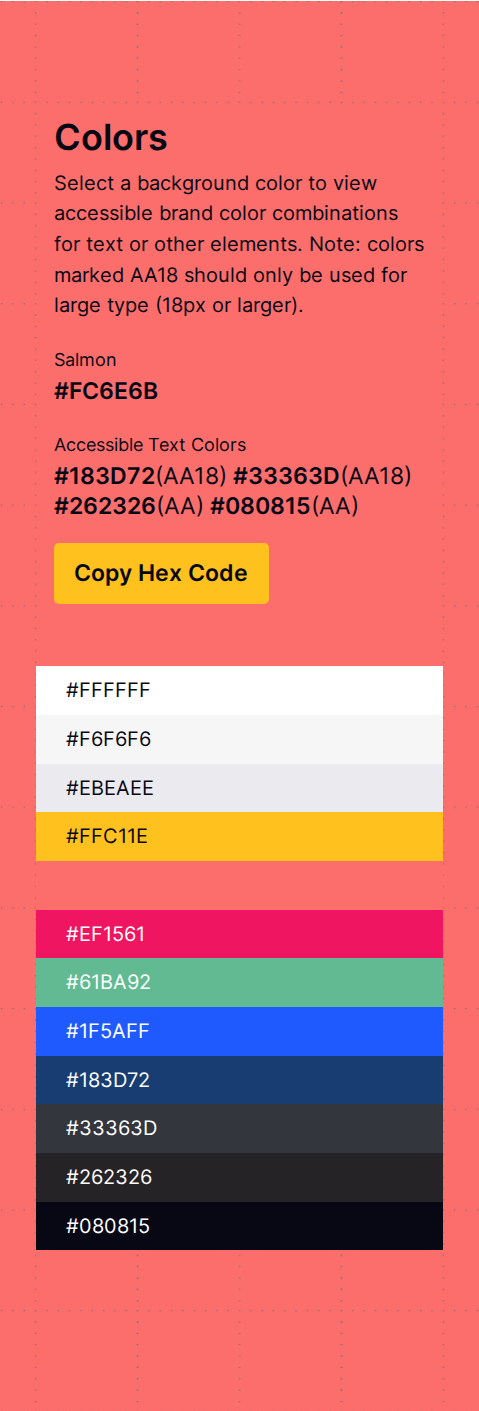 Colors
Select a background color to view
accessible brand color combinations
for text or other elements. Note: colors
marked AA18 should only be used for
large type (18px or larger).
Salmon
#FC6E6B
Accessible Text Colors
#183D72(AA18) #33363D(AA18)
#262326(AA) #080815(AA)
Copy Hex Code
#FFFFFF
#F6F6F6
#EBEAEE
#FFC11E
#EF1561
#61BA92
#1F5AFF
#183D72
#33363D
#262326
#080815